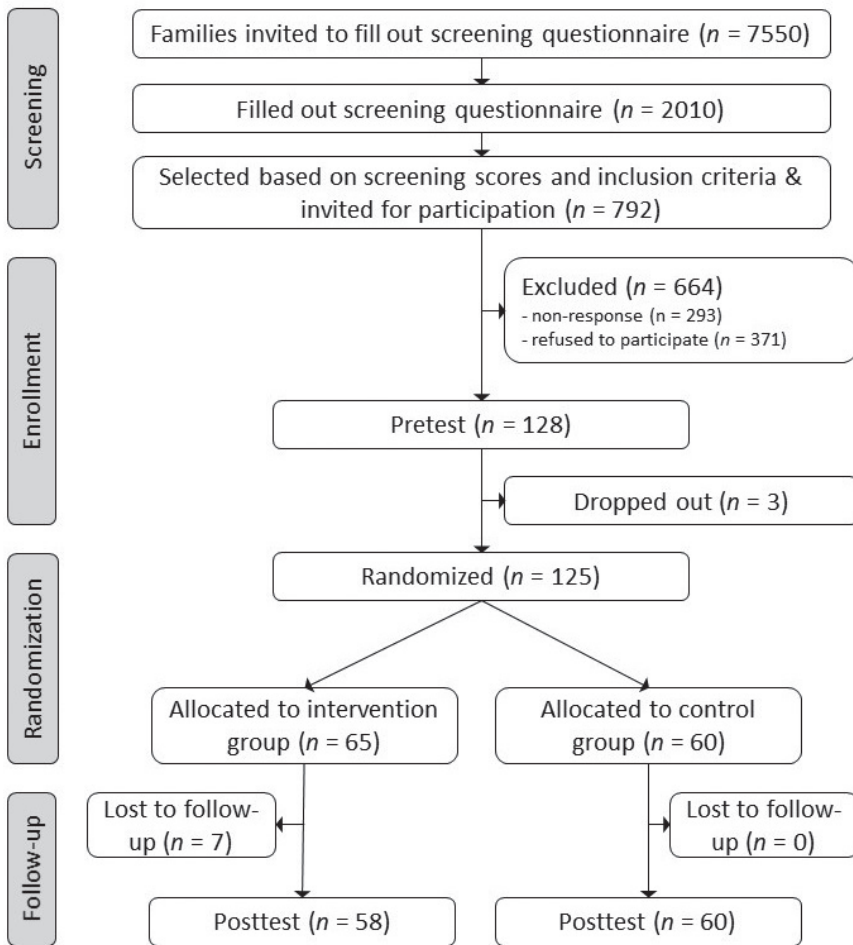 Screening
Families invited to fill out screening questionnaire (n = 7550)
Filled out screening questionnaire (n = 2010)
Selected based on screening scores and inclusion criteria &
invited for participation (n = 792)
Enrollment
Excluded (n = 664)
- non-response (n = 293)
- refused to participate (n = 371)
Pretest (n = 128)
Dropped out (n = 3)
Randomization
Randomized (n = 125)
Allocated to intervention
group (n = 65)
Allocated to control
group (n = 60)
Follow-up
Lost to follow-
up (n = 7)
Lost to follow-
up (n = 0)
Posttest (n = 58)
Posttest (n = 60)